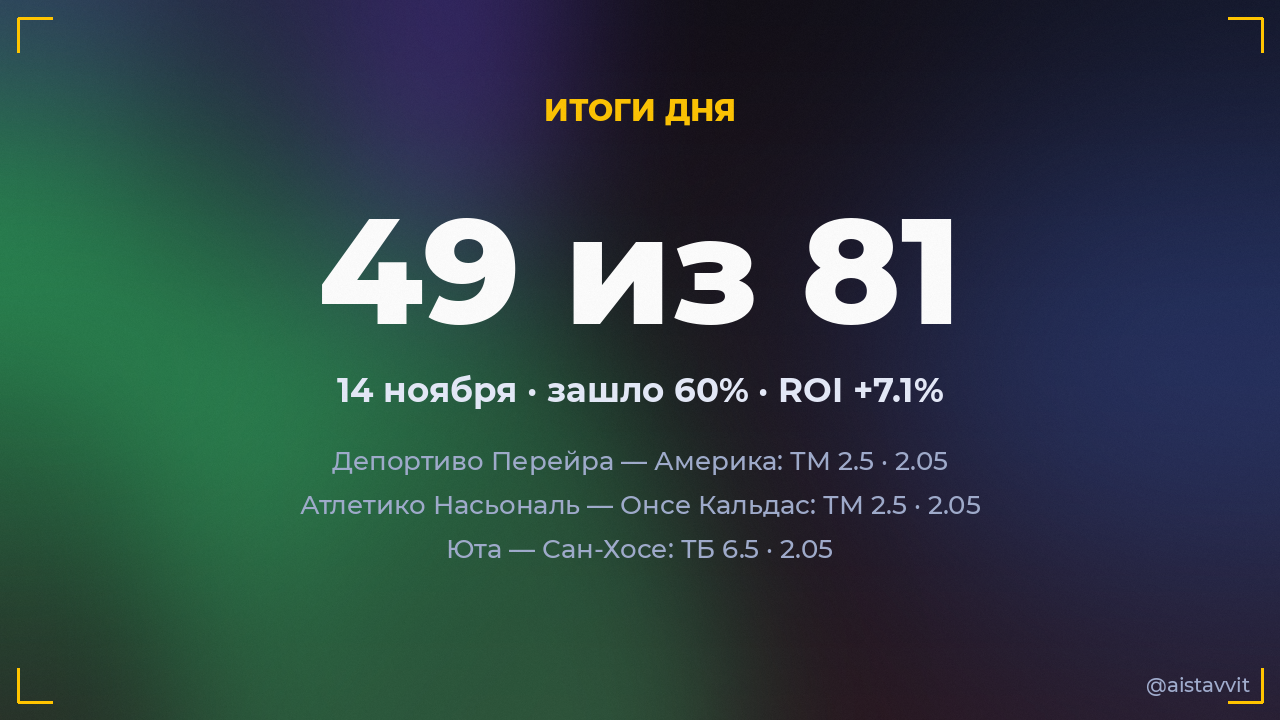 ИТОГИ ДНЯ
49 из 81
14 ноября · зашло 60% · ROI +7.1%
Депортиво Перейра — Америка: ТМ 2.5 · 2.05
Атлетико Насьональ — Онсе Кальдас: ТМ 2.5 · 2.05
Юта — Сан-Хосе: ТБ 6.5 · 2.05
@aistavvit